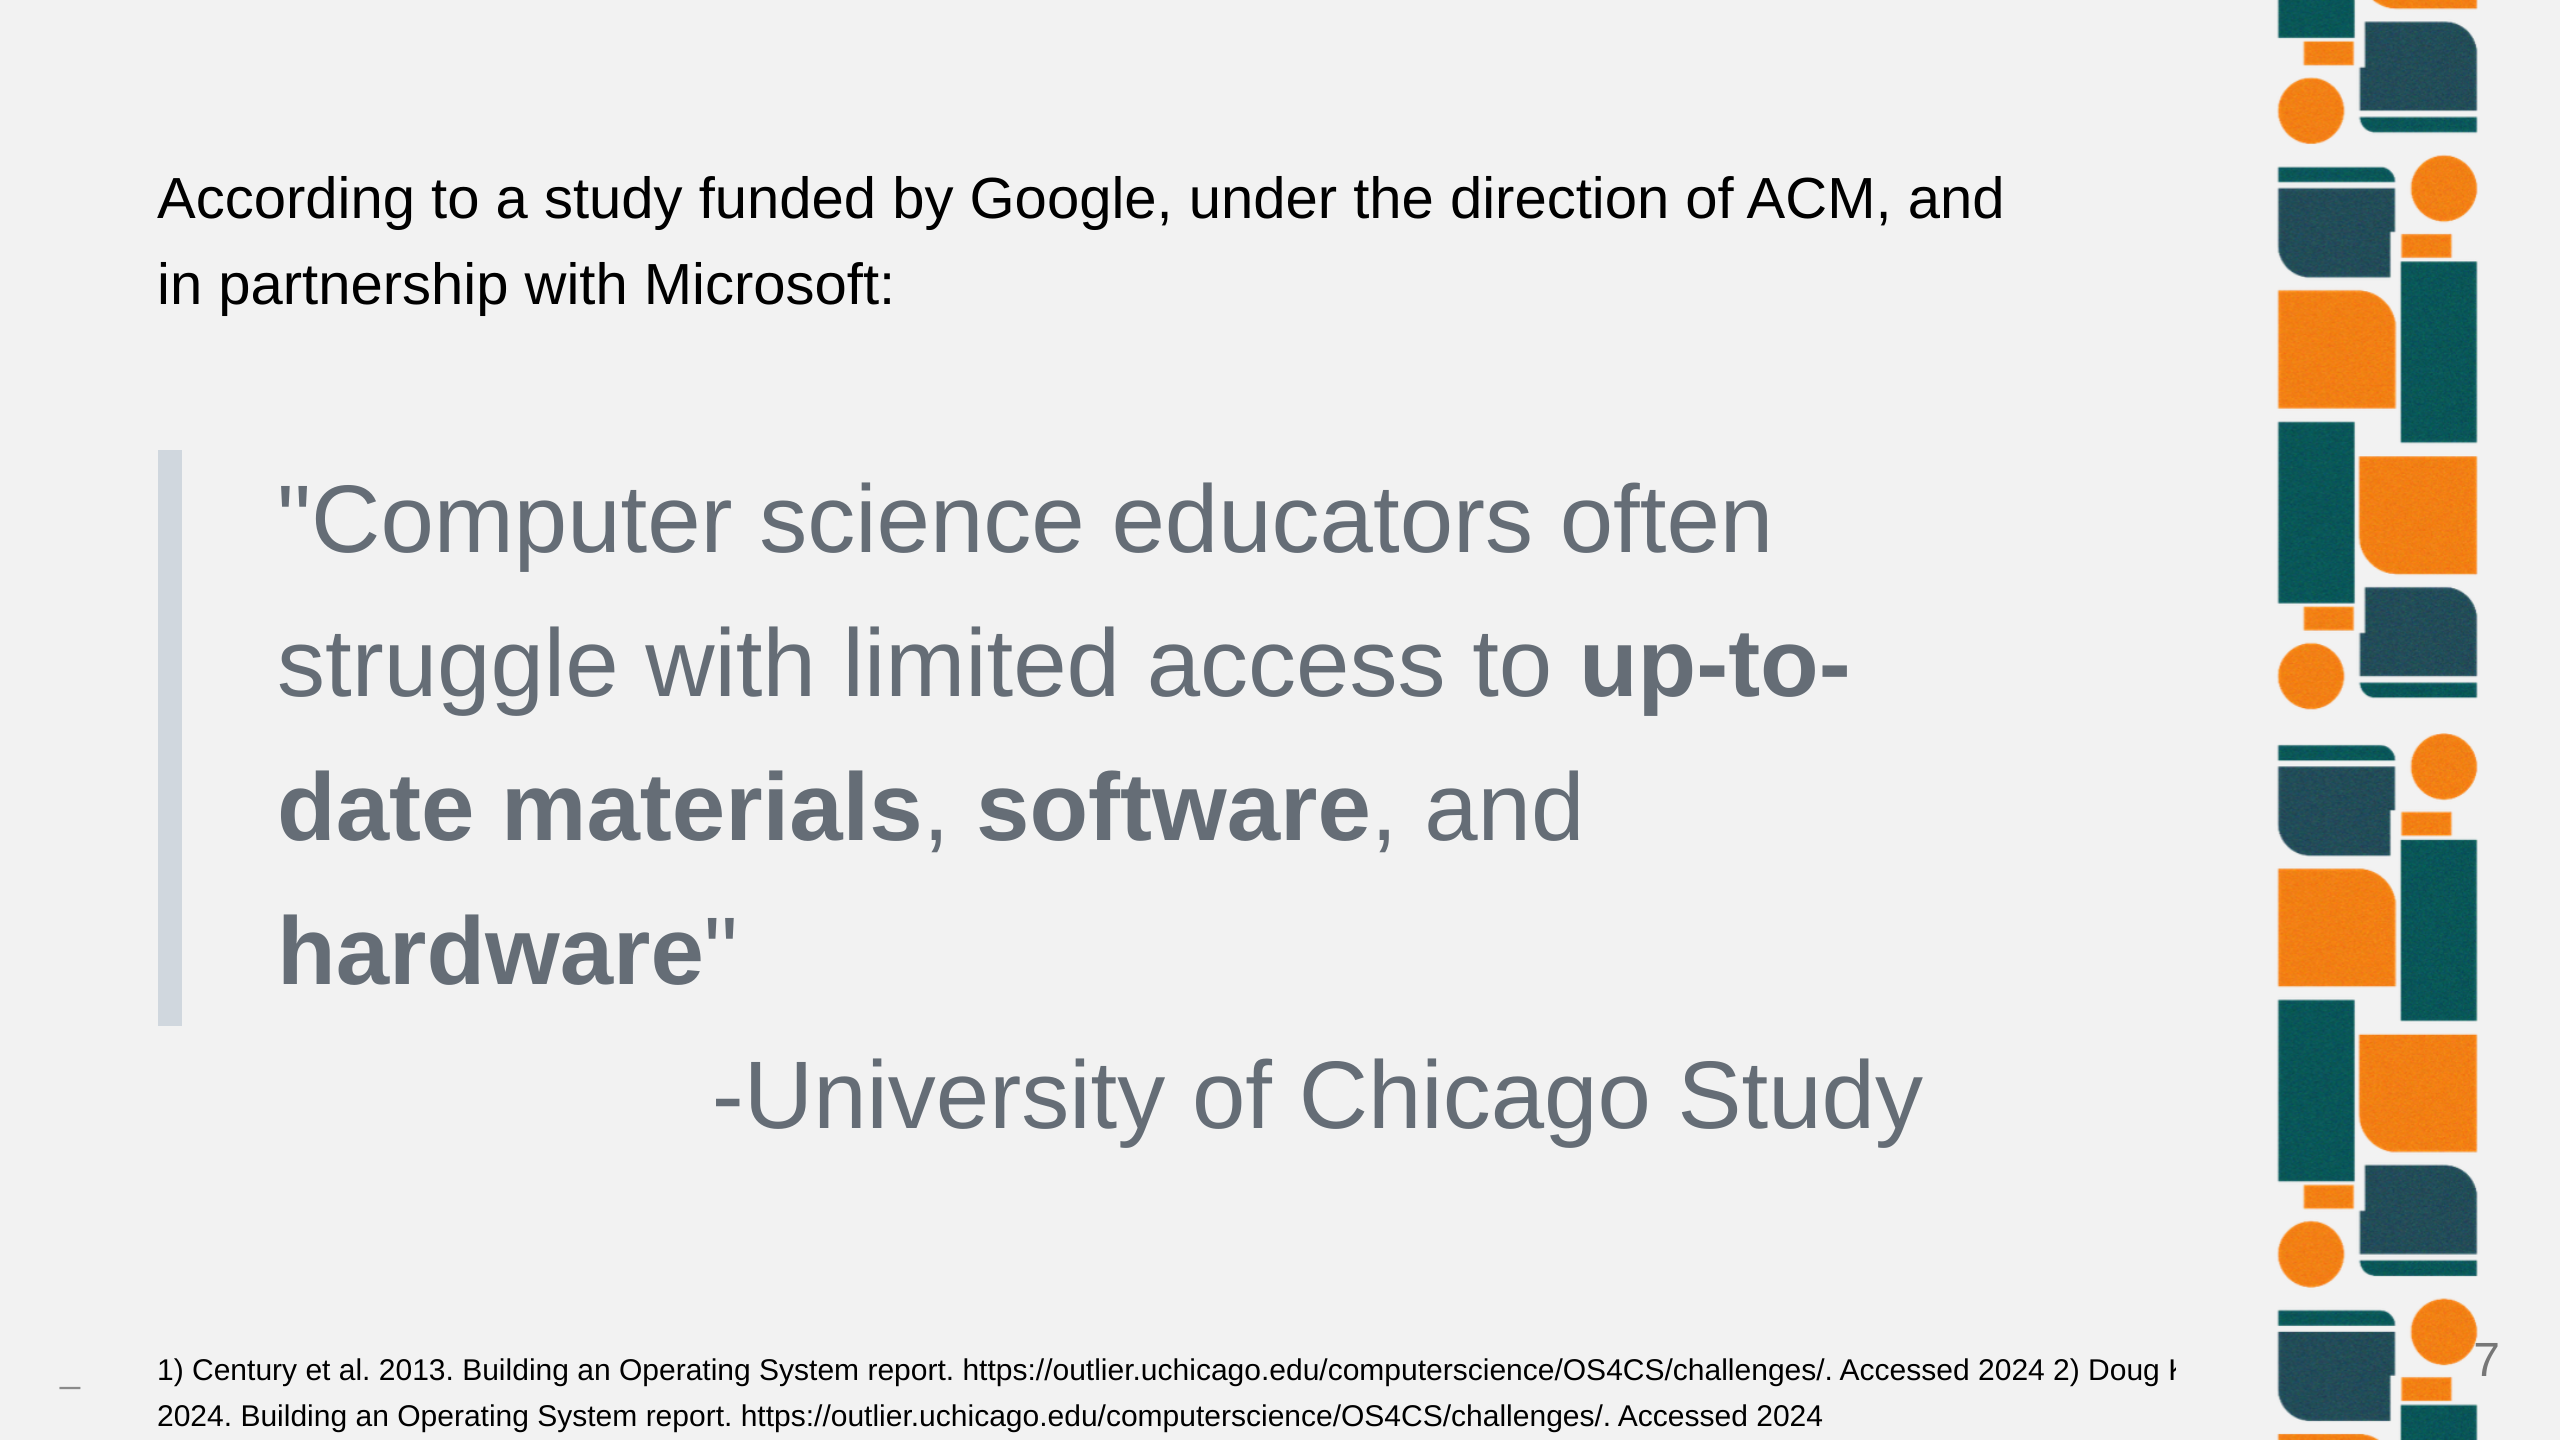 According to a study funded by Google, under the direction of ACM, and
in partnership with Microsoft:
"Computer science educators often
struggle with limited access to up-to-
date materials, software, and
hardware"
-University of Chicago Study
1) Century et al. 2013. Building an Operating System report. https://outlier.uchicago.edu/computerscience/OS4CS/challenges/. Accessed 2024 2) Doug
2024. Building an Operating System report. https://outlier.uchicago.edu/computerscience/OS4CS/challenges/. Accessed 2024
_
7